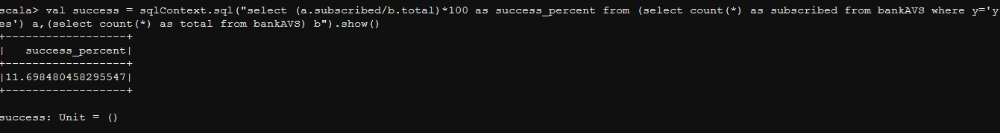 scala> val success = sqlContext.sql("select (a.subscribed/b.total)*100 as success_percent from (select count(*) as subscribed from bankAVS where y='y
es') a,(select count(*) as total from bankAVS) b").show()
+------------------+
|   success_percent|
+------------------+
|11.698480458295547|
+------------------+
success: Unit = ()